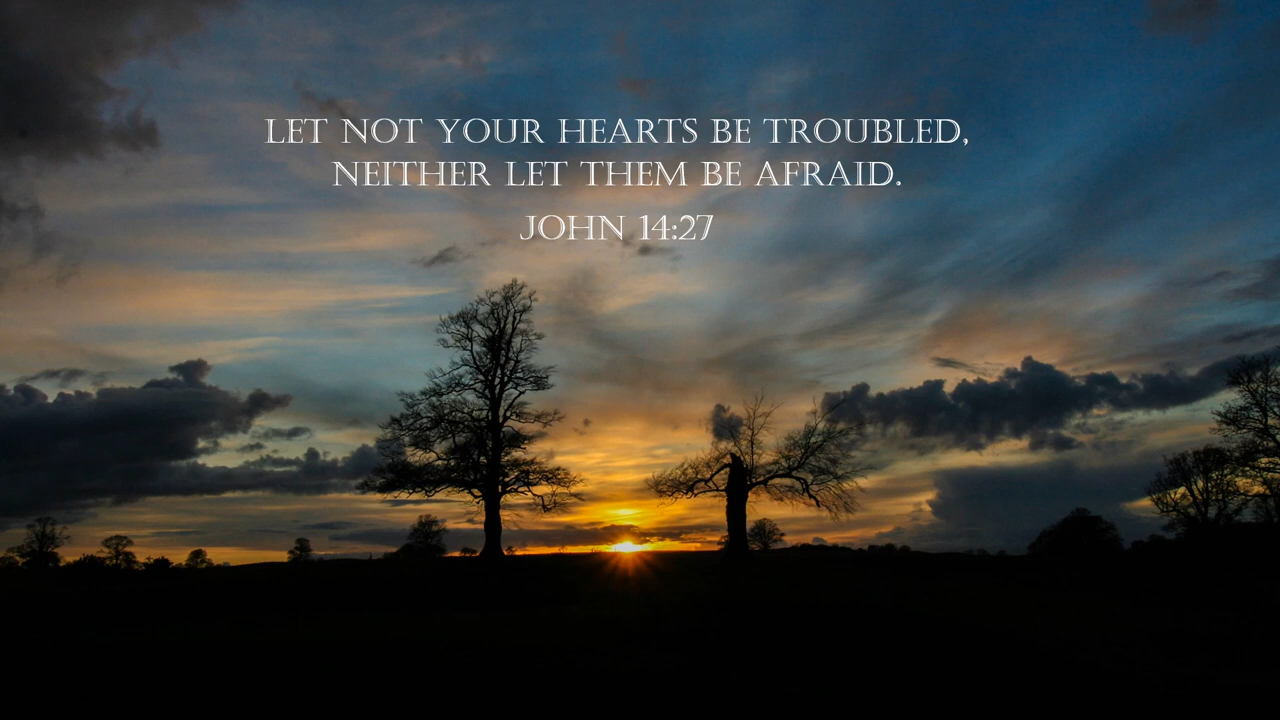 LET NOT YOUR HEARTS BE TROUBLED,
NEITHER LET THEM BE AFRAID.
JOHN 14:27